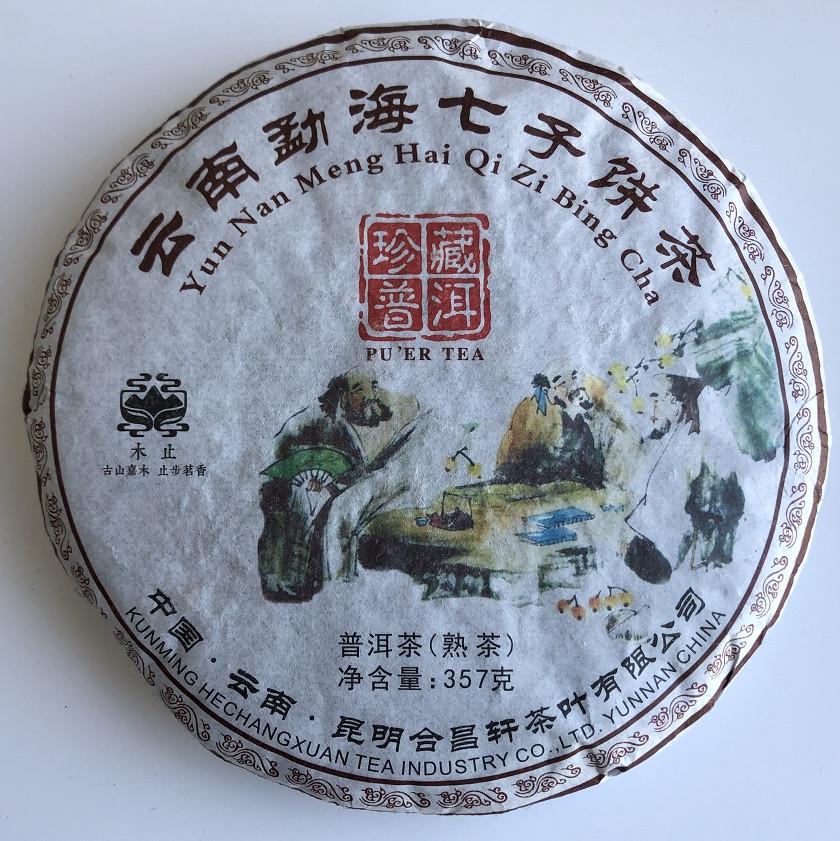 云南勐海七子饼茶
Yun Nan Meng Hai Qi Zi Bing Cha
珍藏
普洱
PU'ER TEA
木止
古山嘉木 止步茗香
普洱茶(熟茶)
净含量:357克
中国·云南·昆明合昌轩茶叶有限公司
KUNMING HECHANGXUAN TEA INDUSTRY CO.,LTD. YUNNAN CHINA